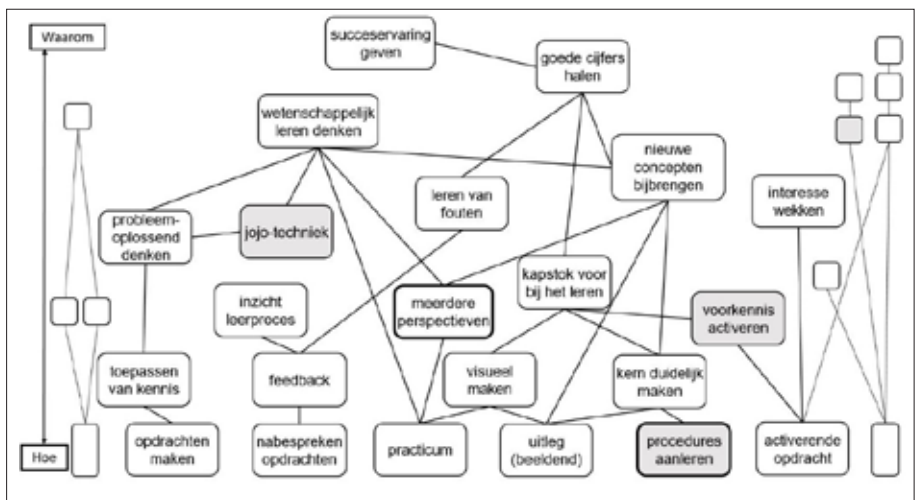 Waarom
succeservaring
geven
goede cijfers
halen
wetenschappelijk
leren denken
nieuwe
concepten
bijbrengen
leren van
fouten
interesse
wekken
probleem-
oplossend
denken
jojo-techniek
kapstok voor
bij het leren
inzicht
leerproces
meerdere
perspectieven
voorkennis
activeren
toepassen
van kennis
feedback
visueel
maken
kern duidelijk
maken
Hoe
opdrachten
maken
nabespreken
opdrachten
practicum
uitleg
(beeldend)
procedures
aanleren
activerende
opdracht